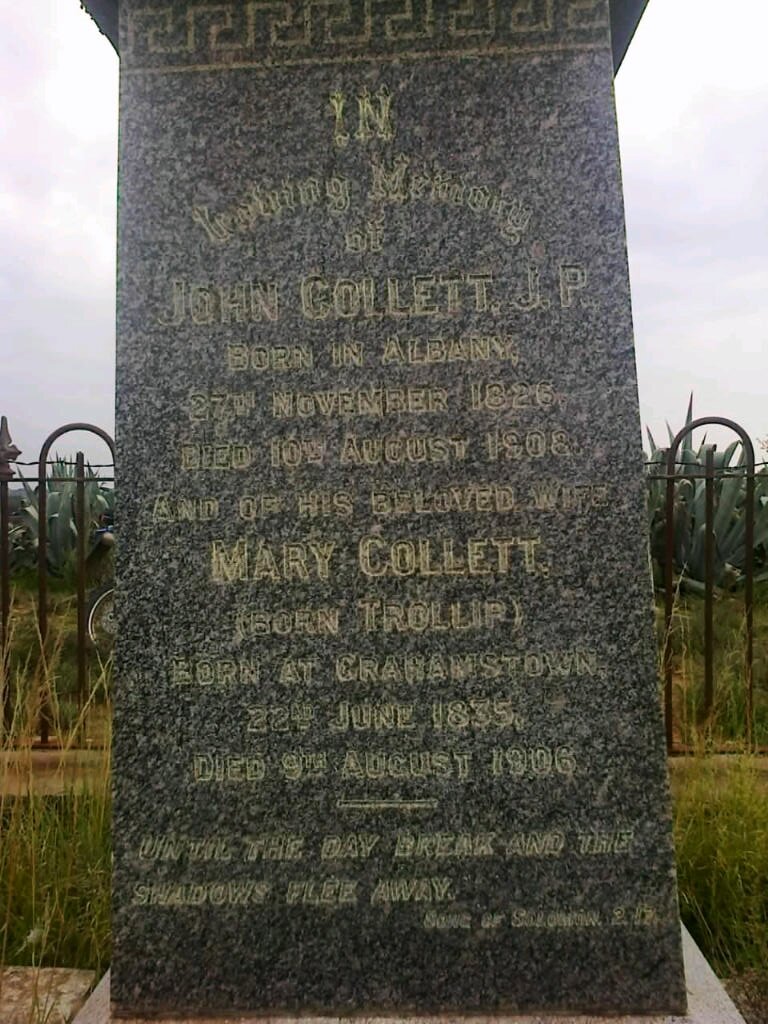 IN
Loving Memory
of
JOHN COLLETT. J. P.
BORN IN ALBANY,
27TH NOVEMBER 1826.
DIED 10TH AUGUST 1908.
AND OF HIS BELOVED WIFE
MARY COLLETT.
(BORN TROLLIP)
BORN AT GRAHAMSTOWN.
22ND JUNE 1835.
DIED 9TH AUGUST 1906.
UNTIL THE DAY BREAK AND THE
SHADOWS FLEE AWAY.
SONG OF SOLOMON. 2. 17.